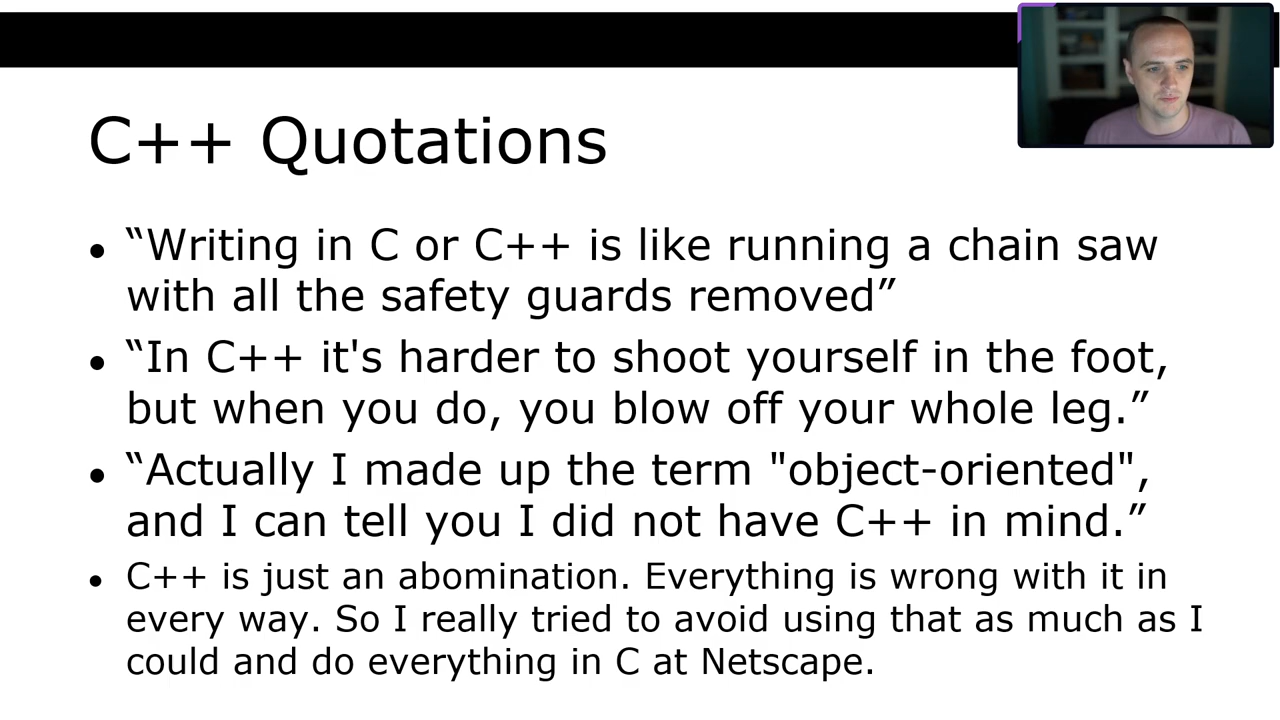 C++ Quotations
• “Writing in C or C++ is like running a chain saw
with all the safety guards removed”
• “In C++ it's harder to shoot yourself in the foot,
but when you do, you blow off your whole leg.”
• “Actually I made up the term "object-oriented",
and I can tell you I did not have C++ in mind.”
• C++ is just an abomination. Everything is wrong with it in
every way. So I really tried to avoid using that as much as I
could and do everything in C at Netscape.